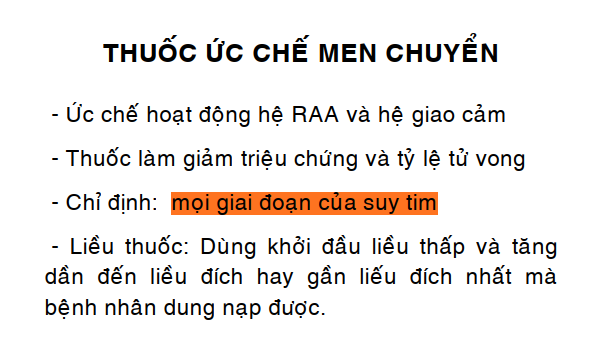 THUỐC ỨC CHẾ MEN CHUYỂN
- Ức chế hoạt động hệ RAA và hệ giao cảm
- Thuốc làm giảm triệu chứng và tỷ lệ tử vong
- Chỉ định: mọi giai đoạn của suy tim
- Liều thuốc: Dùng khởi đầu liều thấp và tăng
dần đến liều đích hay gần liếu đích nhất mà
bệnh nhân dung nạp được.